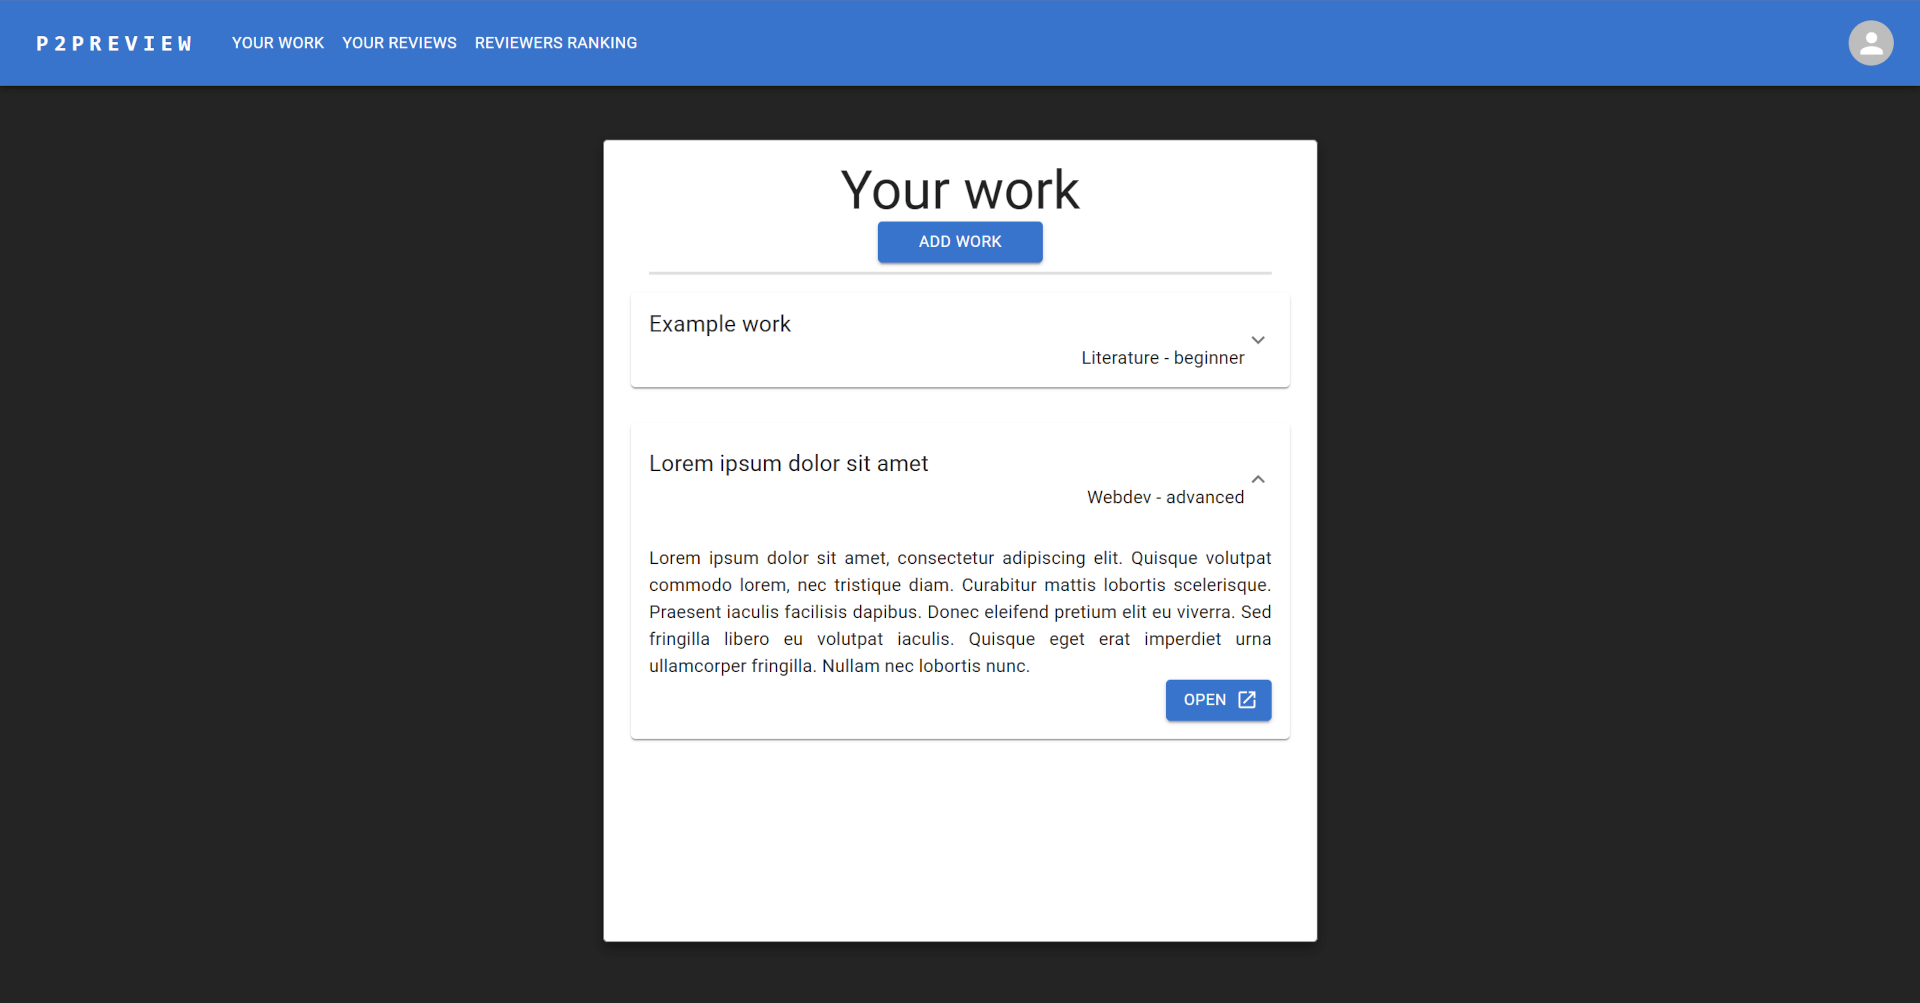 P2PREVIEW YOUR WORK YOUR REVIEWS REVIEWERS RANKING
Your work
ADD WORK
Example work
Literature - beginner
Lorem ipsum dolor sit amet
Webdev - advanced
Lorem ipsum dolor sit amet, consectetur adipiscing elit. Quisque volutpat
commodo lorem, nec tristique diam. Curabitur mattis lobortis scelerisque.
Praesent iaculis facilisis dapibus. Donec eleifend pretium elit eu viverra. Sed
fringilla libero eu volutpat iaculis. Quisque eget erat imperdiet urna
ullamcorper fringilla. Nullam nec lobortis nunc.
OPEN